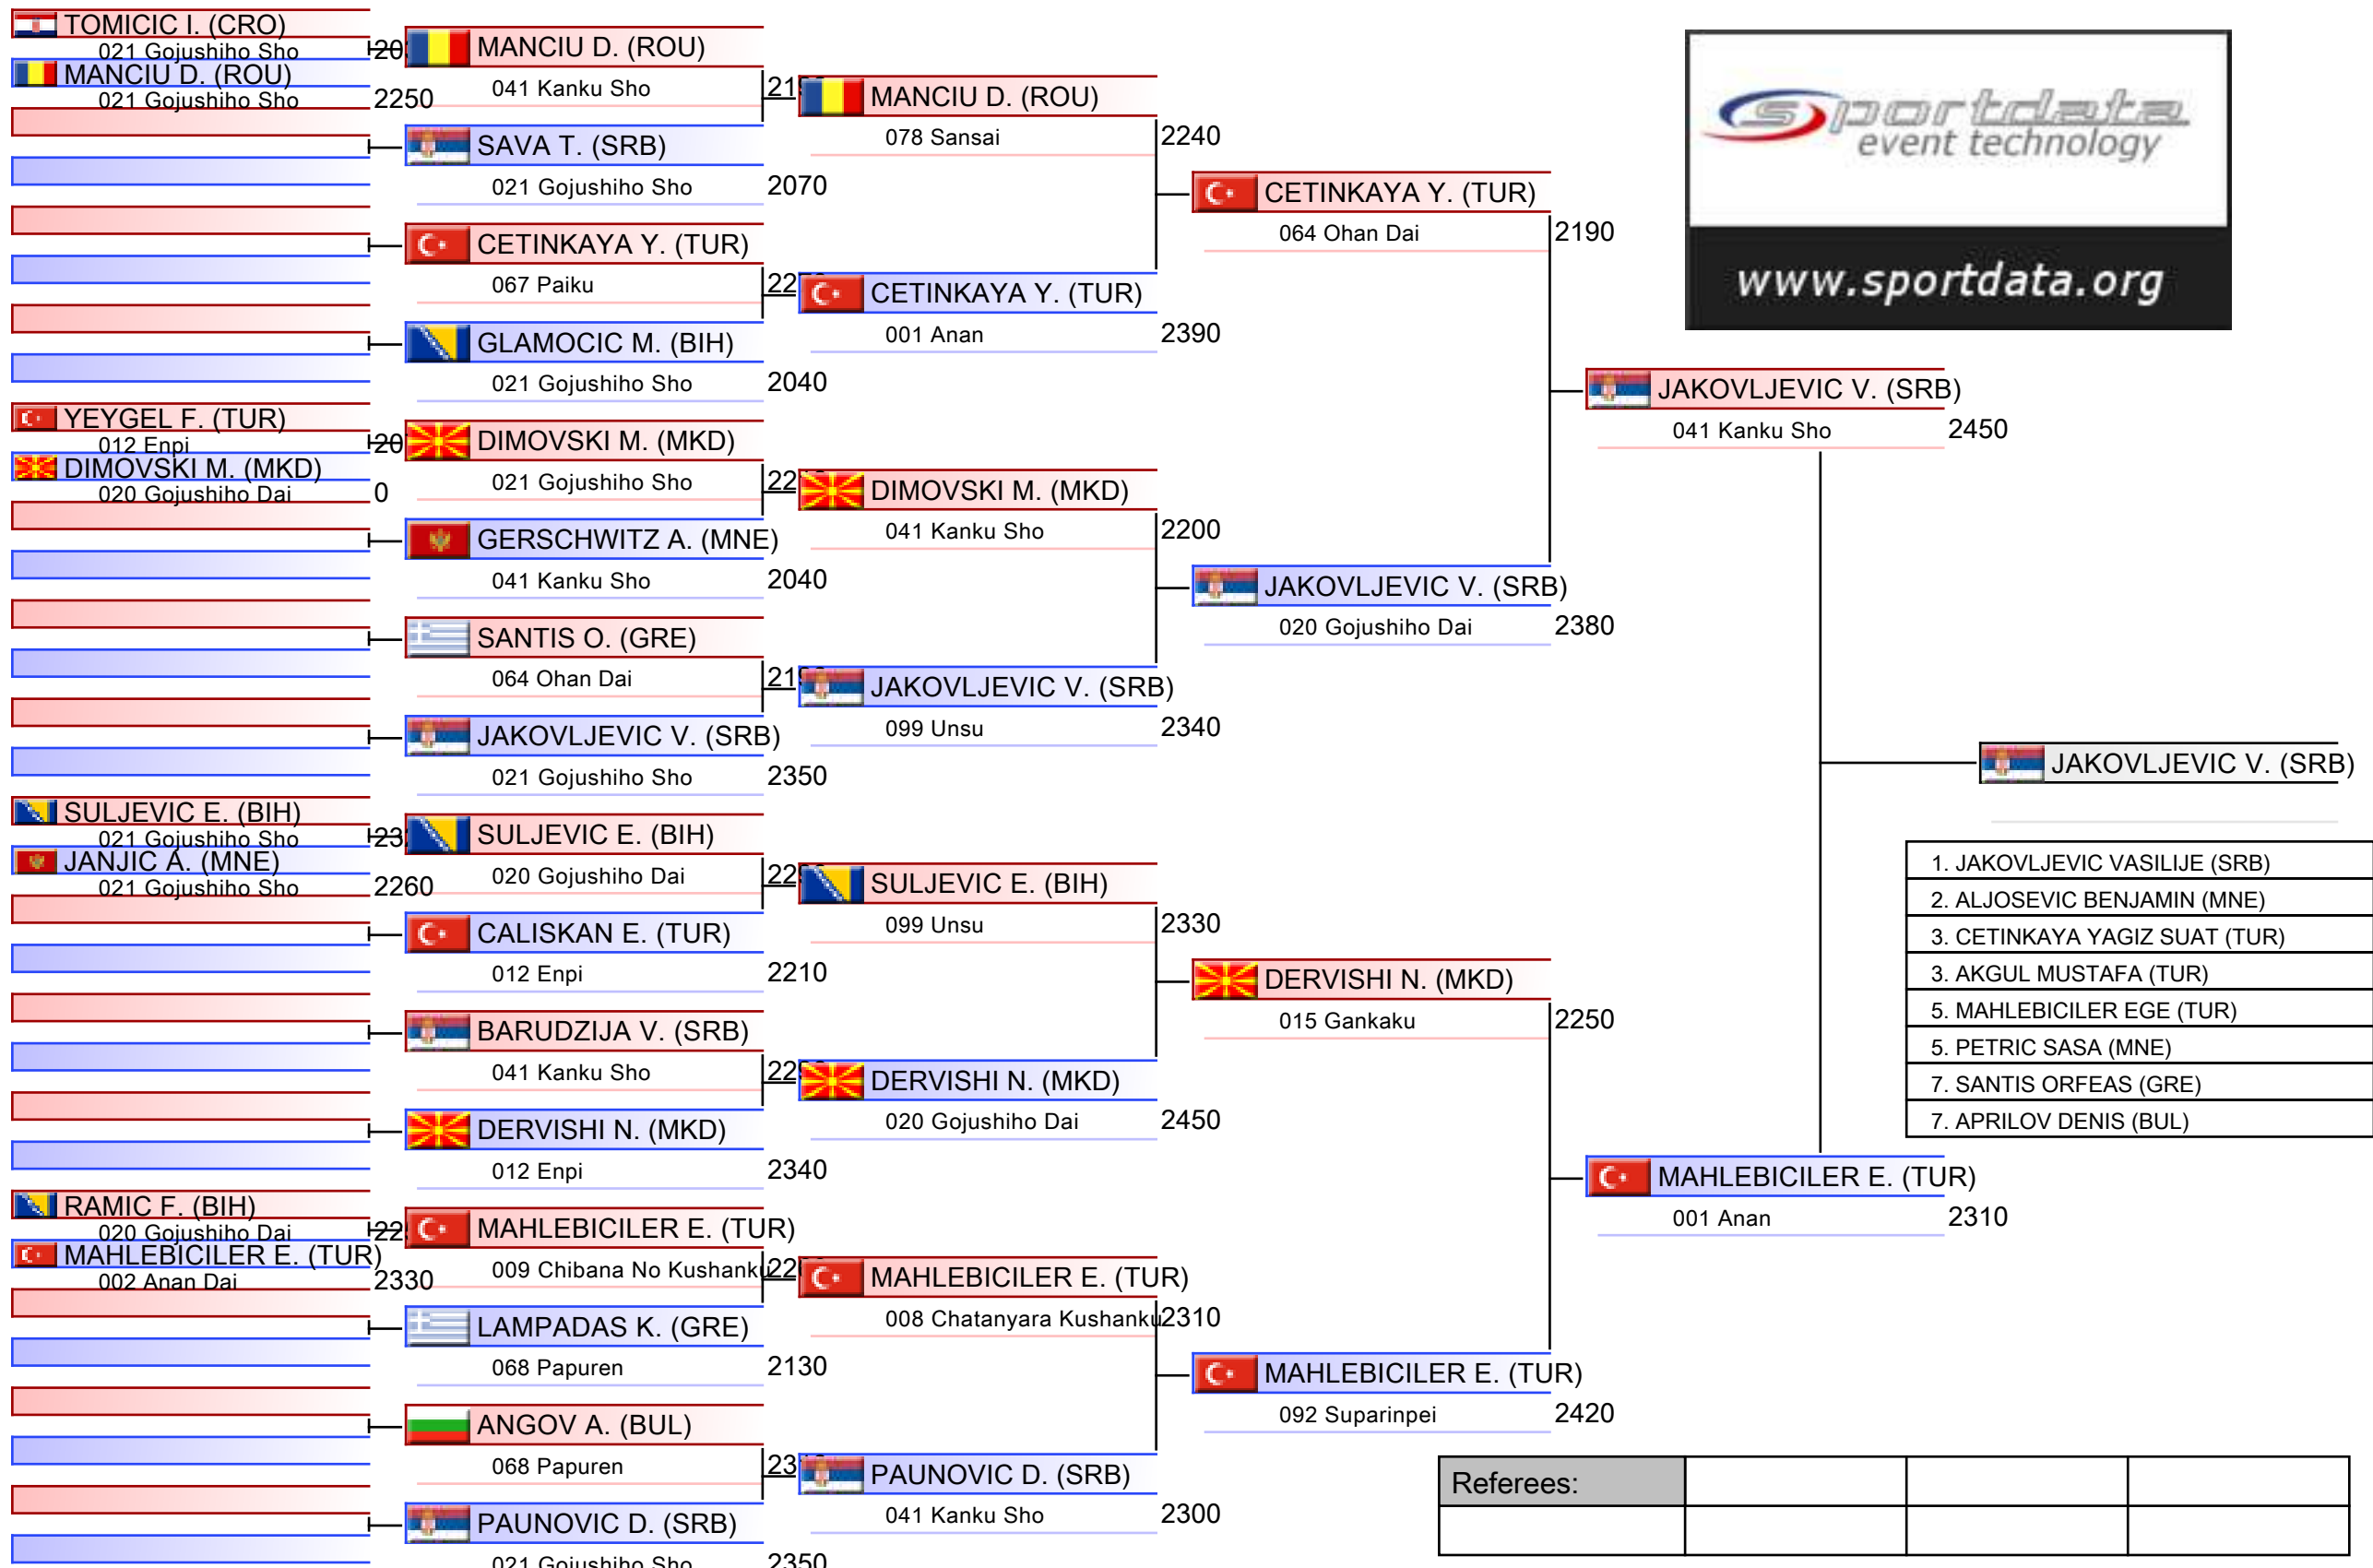 TOMICIC I. (CRO)
021 Gojushiho Sho
MANCIU D. (ROU)
021 Gojushiho Sho
2250
YEYGEL F. (TUR)
012 Enpi
DIMOVSKI M. (MKD)
020 Gojushiho Dai
0
SULJEVIC E. (BIH)
021 Gojushiho Sho
JANJIC A. (MNE)
021 Gojushiho Sho
2260
RAMIC F. (BIH)
020 Gojushiho Dai
MAHLEBICILER E. (TUR)
002 Anan Dai
2330
MANCIU D. (ROU)
041 Kanku Sho
SAVA T. (SRB)
021 Gojushiho Sho
2070
CETINKAYA Y. (TUR)
067 Paiku
GLAMOCIC M. (BIH)
021 Gojushiho Sho
2040
DIMOVSKI M. (MKD)
021 Gojushiho Sho
GERSCHWITZ A. (MNE)
041 Kanku Sho
2040
SANTIS O. (GRE)
064 Ohan Dai
JAKOVLJEVIC V. (SRB)
021 Gojushiho Sho
2350
SULJEVIC E. (BIH)
020 Gojushiho Dai
CALISKAN E. (TUR)
012 Enpi
2210
BARUDZIJA V. (SRB)
041 Kanku Sho
DERVISHI N. (MKD)
012 Enpi
2340
MAHLEBICILER E. (TUR)
009 Chibana No Kushanku
LAMPADAS K. (GRE)
068 Papuren
2130
ANGOV A. (BUL)
068 Papuren
PAUNOVIC D. (SRB)
021 Gojushiho Sho
2350
MANCIU D. (ROU)
078 Sansai
2240
CETINKAYA Y. (TUR)
001 Anan
2390
DIMOVSKI M. (MKD)
041 Kanku Sho
2200
JAKOVLJEVIC V. (SRB)
099 Unsu
2340
SULJEVIC E. (BIH)
099 Unsu
2330
DERVISHI N. (MKD)
020 Gojushiho Dai
2450
MAHLEBICILER E. (TUR)
008 Chatanyara Kushanku
2310
PAUNOVIC D. (SRB)
041 Kanku Sho
2300
CETINKAYA Y. (TUR)
064 Ohan Dai
2190
JAKOVLJEVIC V. (SRB)
020 Gojushiho Dai
2380
DERVISHI N. (MKD)
015 Gankaku
2250
MAHLEBICILER E. (TUR)
092 Suparinpei
2420
JAKOVLJEVIC V. (SRB)
041 Kanku Sho
2450
MAHLEBICILER E. (TUR)
001 Anan
2310
JAKOVLJEVIC V. (SRB)
sportdata
event technology
www.sportdata.org
1. JAKOVLJEVIC VASILIJE (SRB)
2. ALJOSEVIC BENJAMIN (MNE)
3. CETINKAYA YAGIZ SUAT (TUR)
3. AKGUL MUSTAFA (TUR)
5. MAHLEBICILER EGE (TUR)
5. PETRIC SASA (MNE)
7. SANTIS ORFEAS (GRE)
7. APRILOV DENIS (BUL)
Referees: